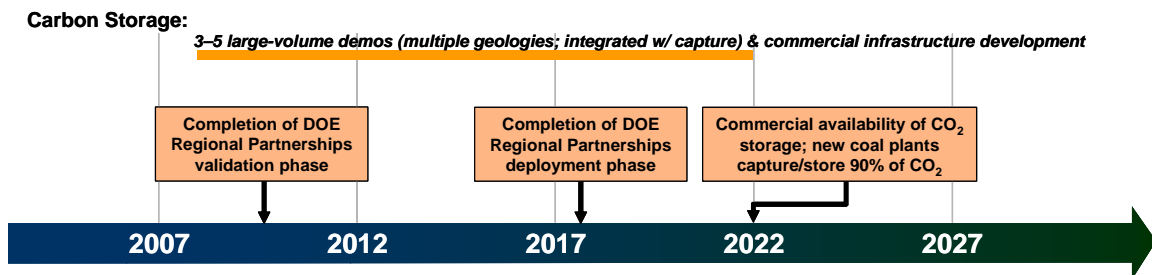 Carbon Storage:
3–5 large-volume demos (multiple geologies; integrated w/ capture) & commercial infrastructure development
Completion of DOE
Regional Partnerships
validation phase
Completion of DOE
Regional Partnerships
deployment phase
Commercial availability of CO₂
storage; new coal plants
capture/store 90% of CO₂
2007 2012 2017 2022 2027